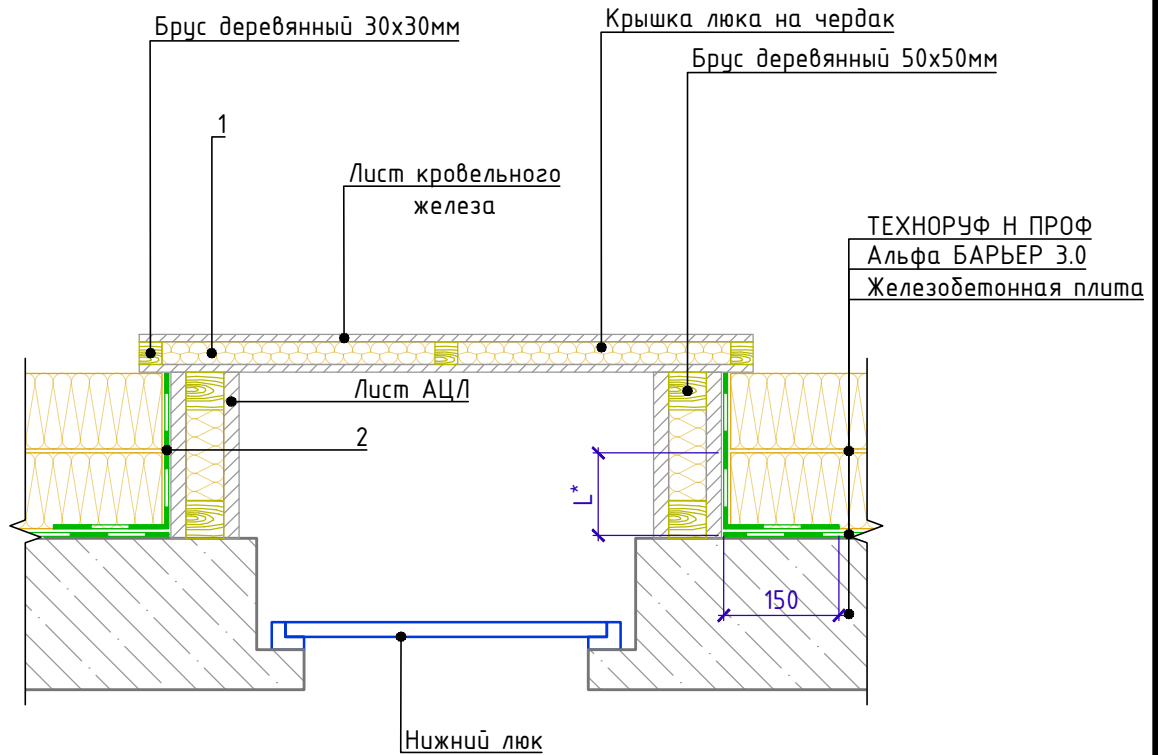 Брус деревянный 30х30мм
Крышка люка на чердак
Брус деревянный 50х50мм
1
Лист кровельного
железа
ТЕХНОРУФ Н ПРОФ
Альфа БАРЬЕР 3.0
Железобетонная плита
Лист АЦЛ
2
L*
150
Нижний люк